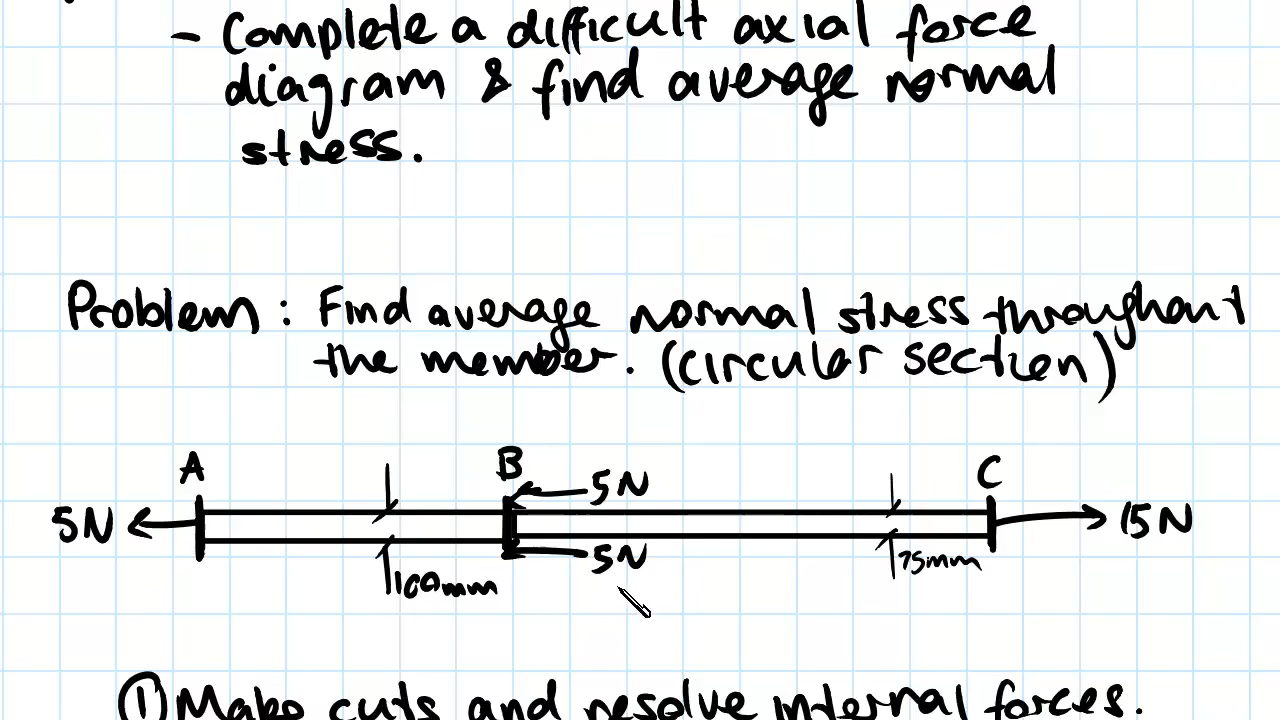 - Complete a difficult axial force
diagram & find average normal
stress.
Problem: Find average normal stress throughout
the member. (circular section)
A
B
C
5N
5N
15N
5N
100mm
75mm
① Make cuts and resolve internal forces.